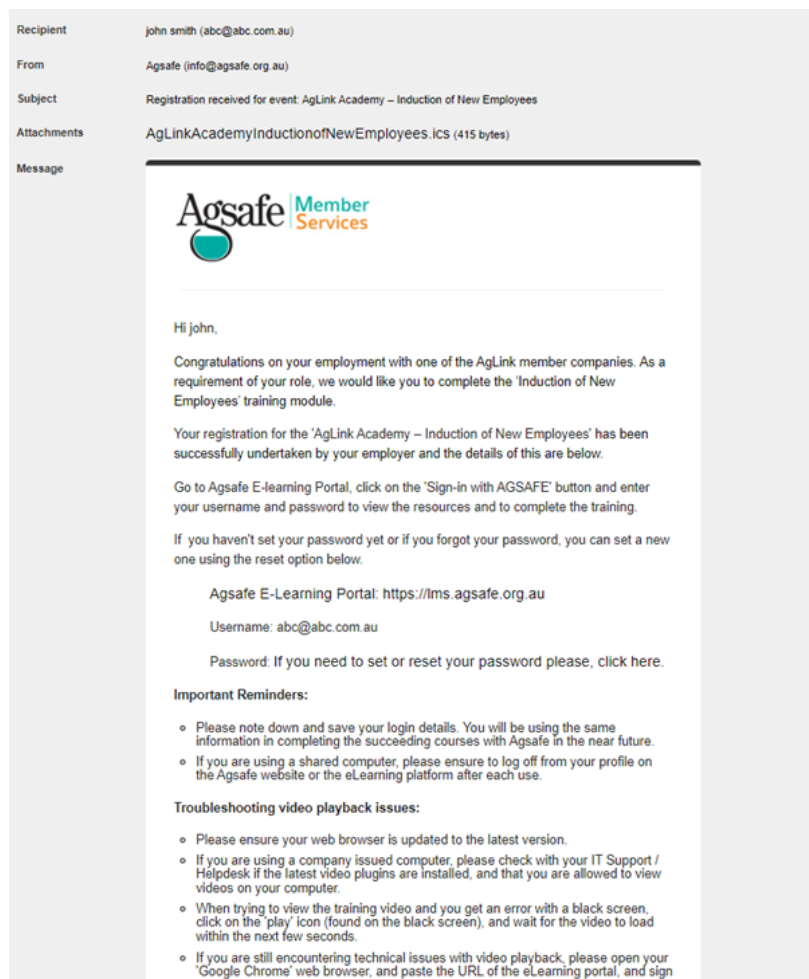 Recipient john smith (abc@abc.com.au)
From Agsafe (info@agsafe.org.au)
Subject Registration received for event: AgLink Academy – Induction of New Employees
Attachments AgLinkAcademyInductionofNewEmployees.ics (415 bytes)
Message
Agsafe Member
Services
Hi john,
Congratulations on your employment with one of the AgLink member companies. As a
requirement of your role, we would like you to complete the 'Induction of New
Employees' training module.
Your registration for the 'AgLink Academy – Induction of New Employees' has been
successfully undertaken by your employer and the details of this are below.
Go to Agsafe E-learning Portal, click on the 'Sign-in with AGSAFE' button and enter
your username and password to view the resources and to complete the training.
If you haven't set your password yet or if you forgot your password, you can set a new
one using the reset option below.
Agsafe E-Learning Portal: https://lms.agsafe.org.au
Username: abc@abc.com.au
Password: If you need to set or reset your password please, click here.
Important Reminders:
Please note down and save your login details. You will be using the same
information in completing the succeeding courses with Agsafe in the near future.
If you are using a shared computer, please ensure to log off from your profile on
the Agsafe website or the eLearning platform after each use.
Troubleshooting video playback issues:
Please ensure your web browser is updated to the latest version.
If you are using a company issued computer, please check with your IT Support /
Helpdesk if the latest video plugins are installed, and that you are allowed to view
videos on your computer.
When trying to view the training video and you get an error with a black screen,
click on the 'play' icon (found on the black screen), and wait for the video to load
within the next few seconds.
If you are still encountering technical issues with video playback, please open your
'Google Chrome' web browser, and paste the URL of the eLearning portal, and sign